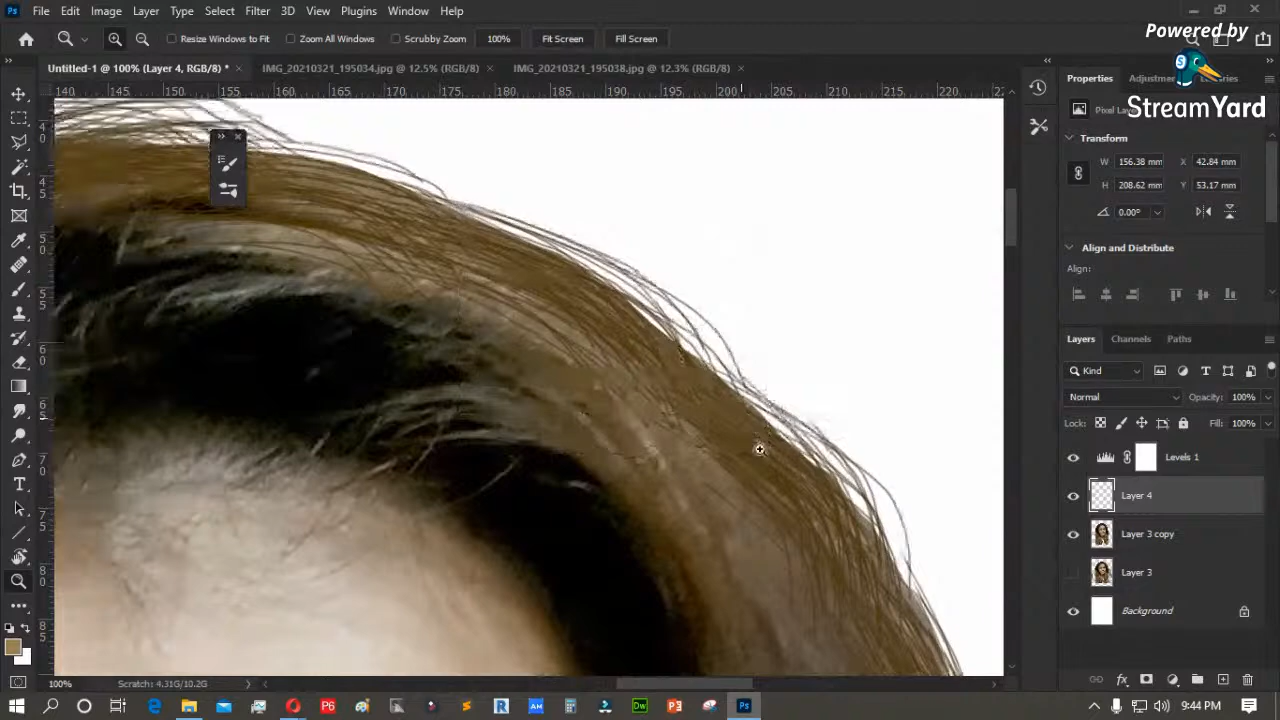 Ps File Edit Image Layer Type Select Filter 3D View Plugins Window Help
Powered by
StreamYard
Resize Windows to Fit Zoom All Windows Scrubby Zoom 100% Fit Screen Fill Screen
Untitled-1 @ 100% (Layer 4, RGB/8) * × IMG_20210321_195034.jpg @ 12.5% (RGB/8) × IMG_20210321_195038.jpg @ 12.3% (RGB/8) ×
140 145 150 155 160 165 170 175 180 185 190 195 200 205 210 215 220
Properties
Transform
W 156.38 mm X 42.84 mm
H 208.62 mm Y 53.17 mm
0.00°
Align and Distribute
Align:
Layers Channels Paths
Kind
Normal Opacity: 100%
Lock: Fill: 100%
Levels 1
Layer 4
Layer 3 copy
Layer 3
Background
100% Scratch: 4.31G/10.2G
9:44 PM